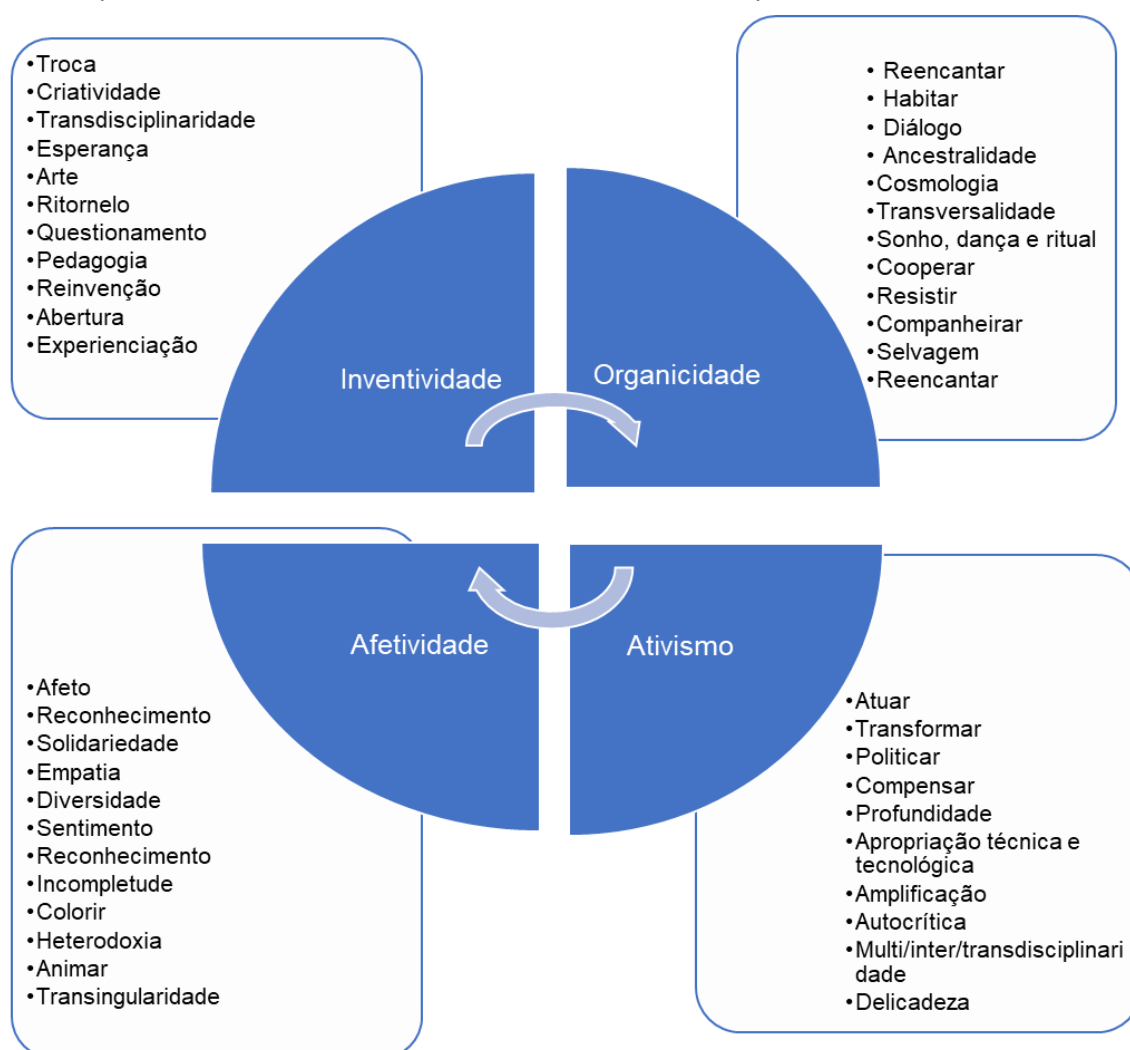 •Troca
•Criatividade
•Transdisciplinaridade
•Esperança
•Arte
•Ritornelo
•Questionamento
•Pedagogia
•Reinvenção
•Abertura
•Experienciação
• Reencantar
• Habitar
• Diálogo
• Ancestralidade
•Cosmologia
•Transversalidade
•Sonho, dança e ritual
•Cooperar
•Resistir
•Companheirar
•Selvagem
•Reencantar
Inventividade
Organicidade
Afetividade
Ativismo
•Afeto
•Reconhecimento
•Solidariedade
•Empatia
•Diversidade
•Sentimento
•Reconhecimento
•Incompletude
•Colorir
•Heterodoxia
•Animar
•Transingularidade
•Atuar
•Transformar
•Politicar
•Compensar
•Profundidade
•Apropriação técnica e
tecnológica
•Amplificação
•Autocrítica
•Multi/inter/transdisciplinari
dade
•Delicadeza